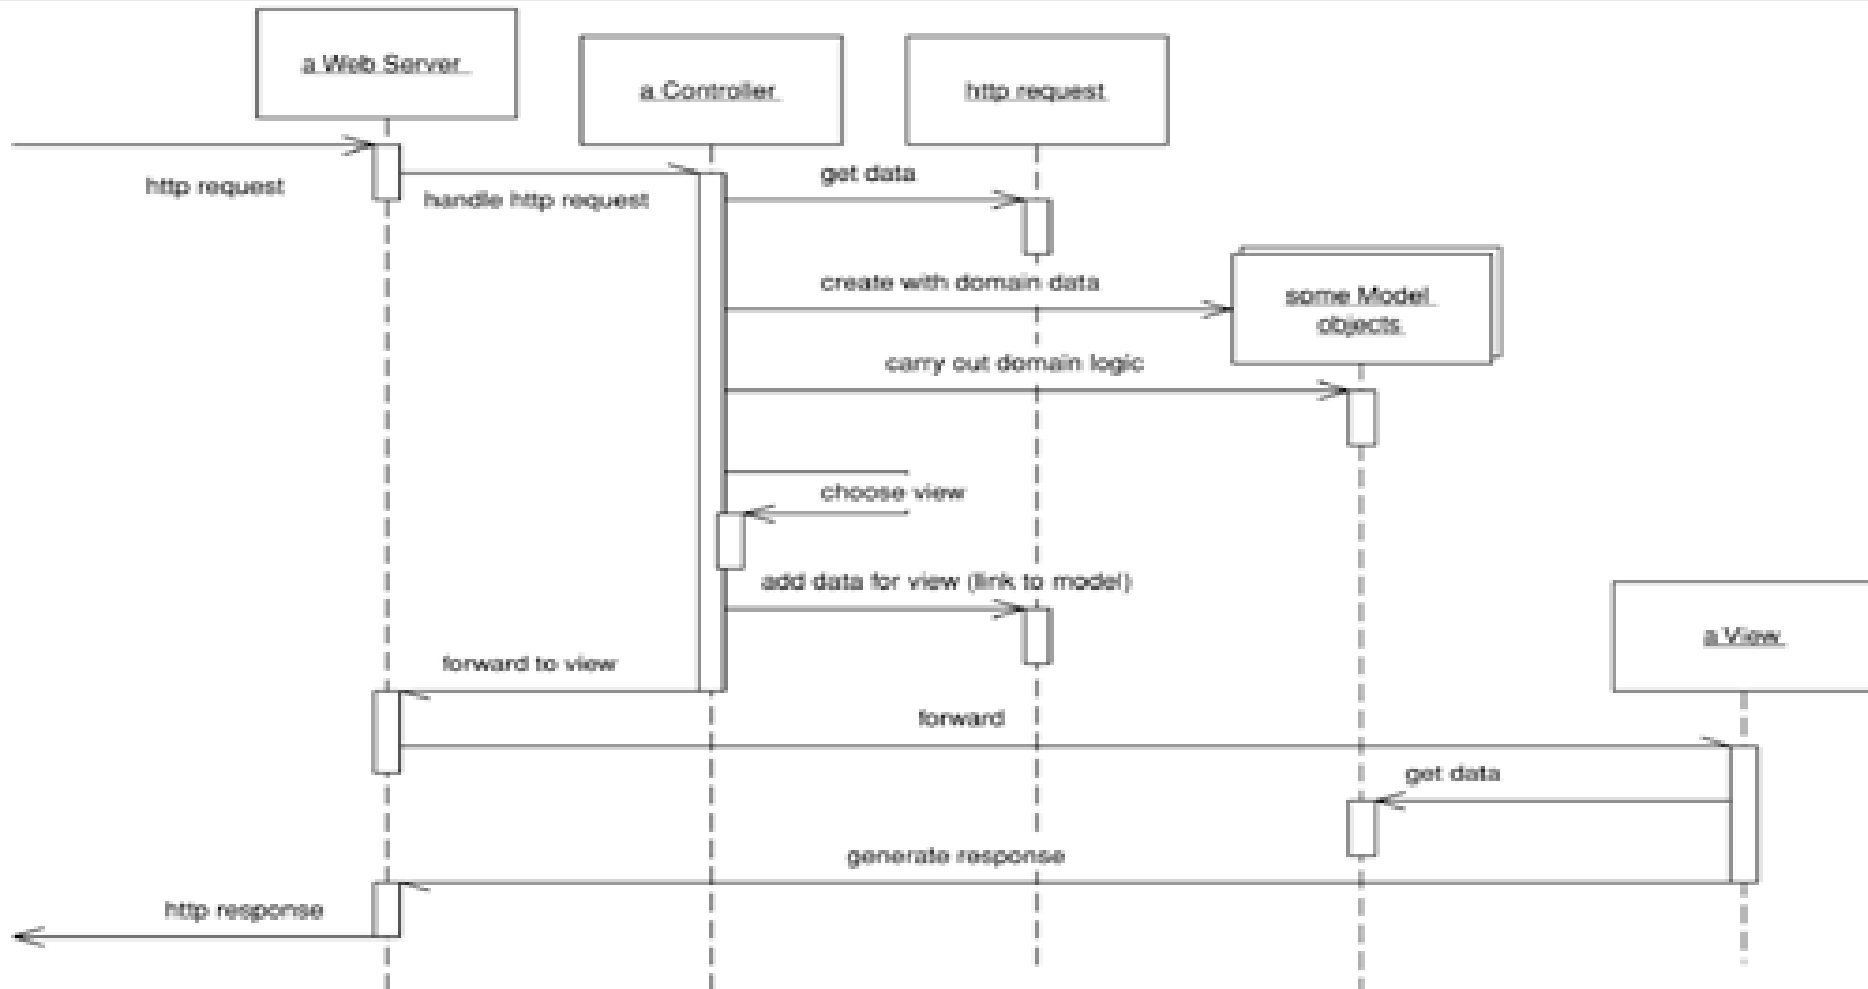 a Web Server
a Controller
http request
http request
handle http request
get data
create with domain data
some Model
objects
carry out domain logic
choose view
add data for view (link to model)
a View
forward to view
forward
get data
generate response
http response